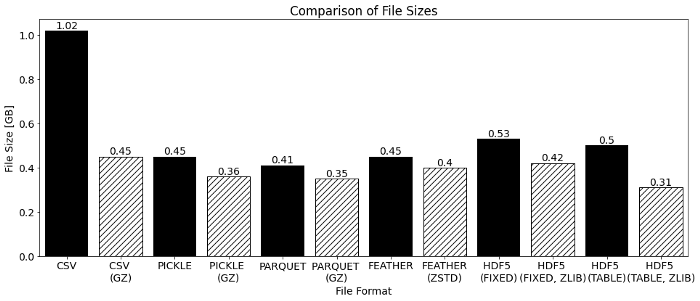 Comparison of File Sizes
File Size [GB]
1.0
0.8
0.6
0.4
0.2
0.0
1.02
0.45
0.45
0.36
0.41
0.35
0.45
0.4
0.53
0.42
0.5
0.31
CSV
CSV
(GZ)
PICKLE
PICKLE
(GZ)
PARQUET
PARQUET
(GZ)
FEATHER
FEATHER
(ZSTD)
HDF5
(FIXED)
HDF5
(FIXED, ZLIB)
HDF5
(TABLE)
HDF5
(TABLE, ZLIB)
File Format